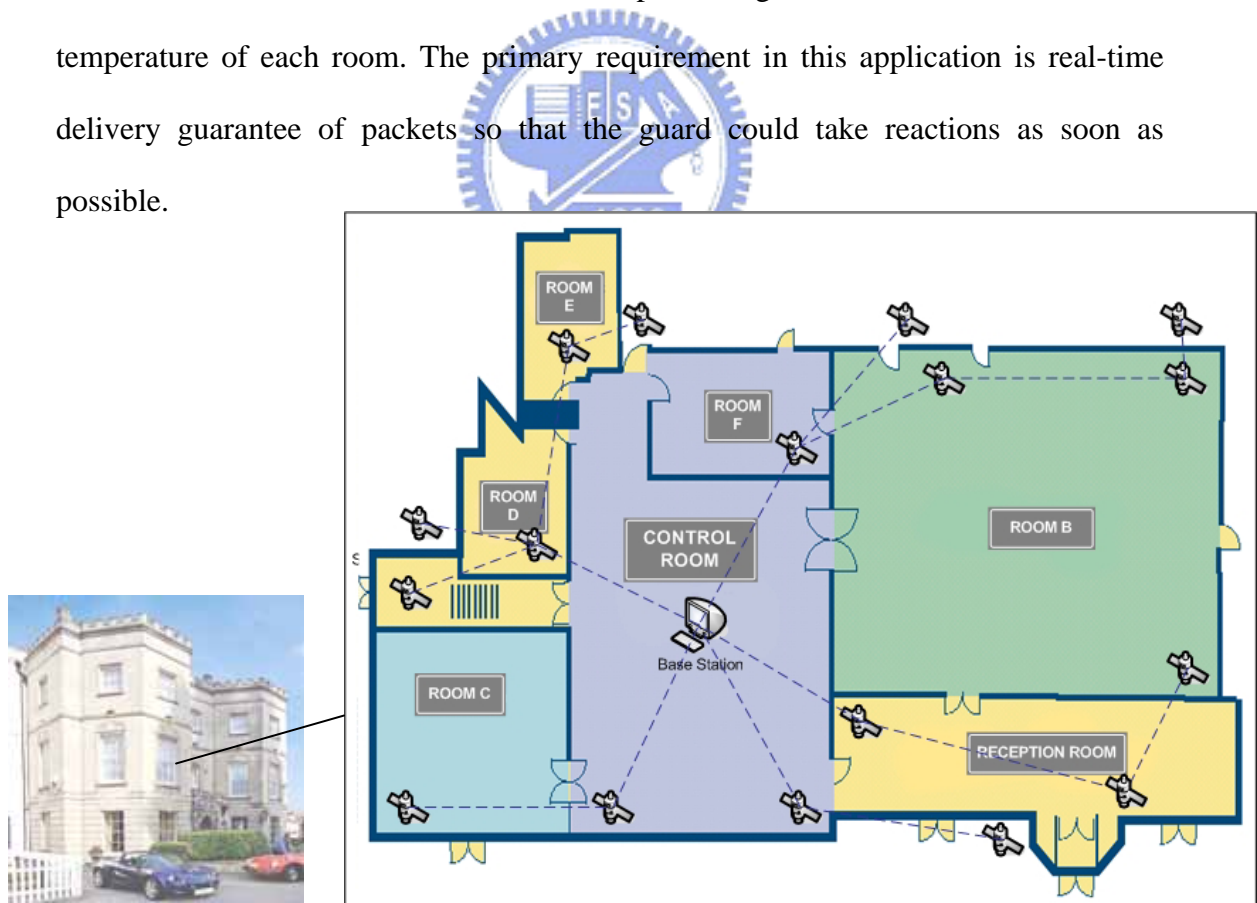 temperature of each room. The primary requirement in this application is real-time
delivery guarantee of packets so that the guard could take reactions as soon as
possible.
ES A
ROOM
E
ROOM
F
ROOM
D
CONTROL
ROOM
ROOM B
Base Station
ROOM C
RECEPTION ROOM